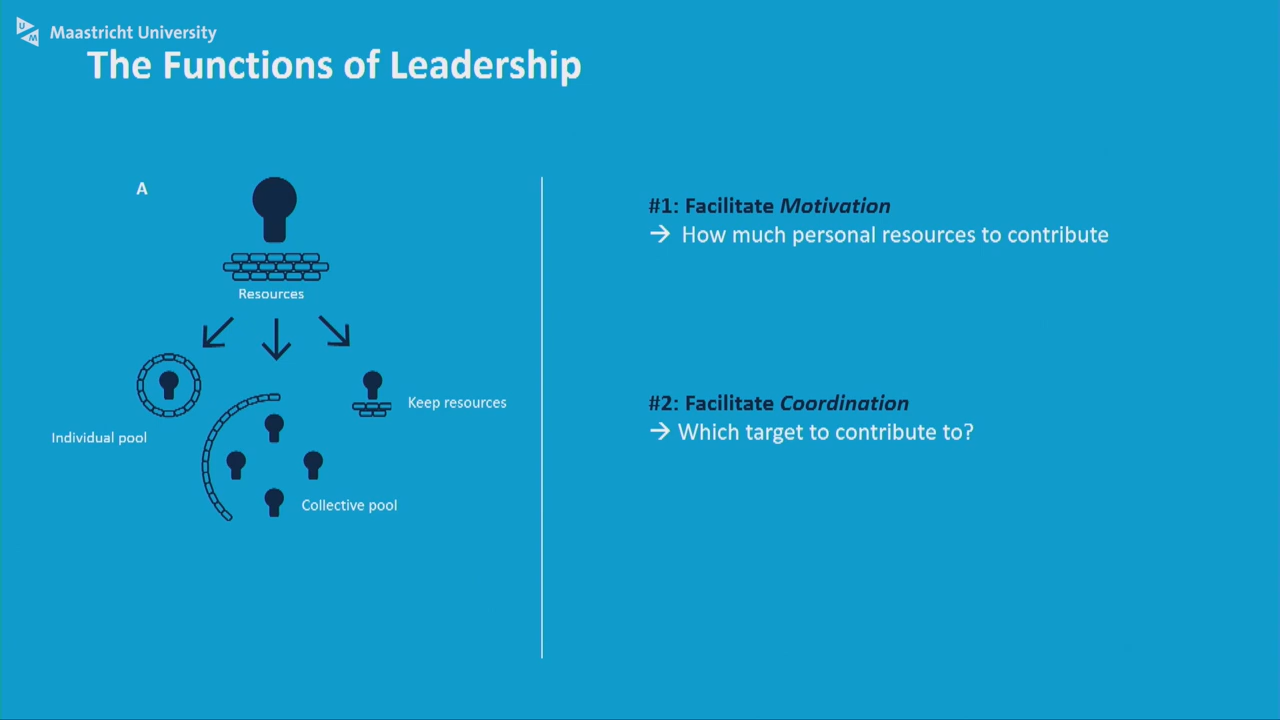 Maastricht University
The Functions of Leadership
A
Resources
Individual pool
Keep resources
Collective pool
#1: Facilitate Motivation
→ How much personal resources to contribute
#2: Facilitate Coordination
→ Which target to contribute to?